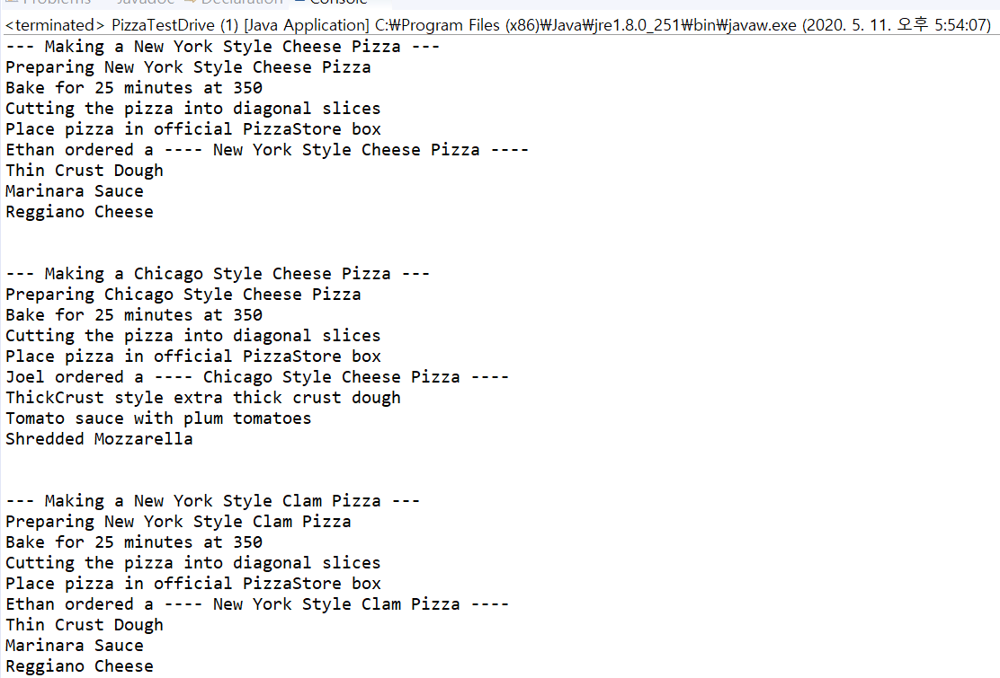 Problems Javadoc Declaration Console
<terminated> PizzaTestDrive (1) [Java Application] C:₩Program Files (x86)₩Java₩jre1.8.0_251₩bin₩javaw.exe (2020. 5. 11. 오후 5:54:07)
--- Making a New York Style Cheese Pizza ---
Preparing New York Style Cheese Pizza
Bake for 25 minutes at 350
Cutting the pizza into diagonal slices
Place pizza in official PizzaStore box
Ethan ordered a ---- New York Style Cheese Pizza ----
Thin Crust Dough
Marinara Sauce
Reggiano Cheese
--- Making a Chicago Style Cheese Pizza ---
Preparing Chicago Style Cheese Pizza
Bake for 25 minutes at 350
Cutting the pizza into diagonal slices
Place pizza in official PizzaStore box
Joel ordered a ---- Chicago Style Cheese Pizza ----
ThickCrust style extra thick crust dough
Tomato sauce with plum tomatoes
Shredded Mozzarella
--- Making a New York Style Clam Pizza ---
Preparing New York Style Clam Pizza
Bake for 25 minutes at 350
Cutting the pizza into diagonal slices
Place pizza in official PizzaStore box
Ethan ordered a ---- New York Style Clam Pizza ----
Thin Crust Dough
Marinara Sauce
Reggiano Cheese